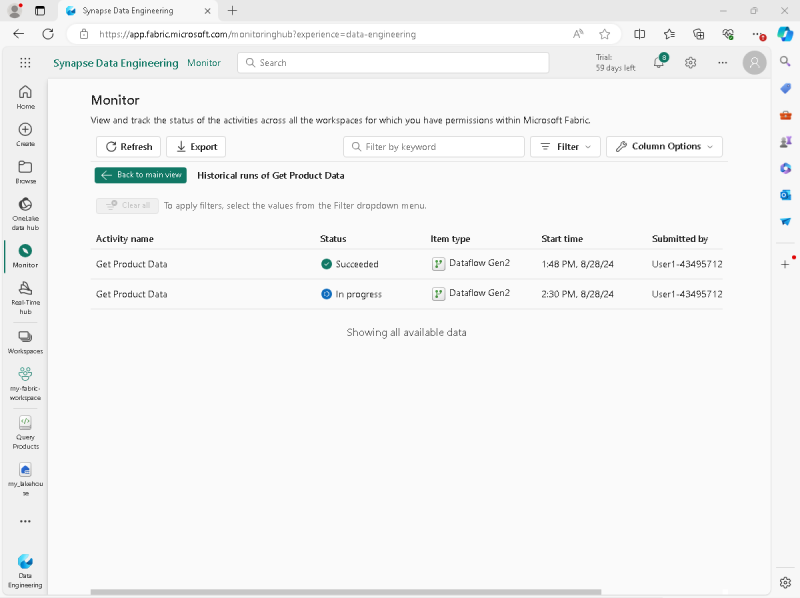 Synapse Data Engineering
https://app.fabric.microsoft.com/monitoringhub?experience=data-engineering
Synapse Data Engineering
Monitor
Search
Trial:
59 days left
8
Home
Create
Browse
OneLake
data hub
Monitor
Real-Time
hub
Workspaces
my-fabric-
workspace
Query
Products
my_lakehou
se
Data
Engineering
Monitor
View and track the status of the activities across all the workspaces for which you have permissions within Microsoft Fabric.
Refresh
Export
Filter by keyword
Filter
Column Options
Back to main view
Historical runs of Get Product Data
Clear all
To apply filters, select the values from the Filter dropdown menu.
Activity name Status Item type Start time Submitted by
Get Product Data Succeeded Dataflow Gen2 1:48 PM, 8/28/24 User1-43495712
Get Product Data In progress Dataflow Gen2 2:30 PM, 8/28/24 User1-43495712
Showing all available data